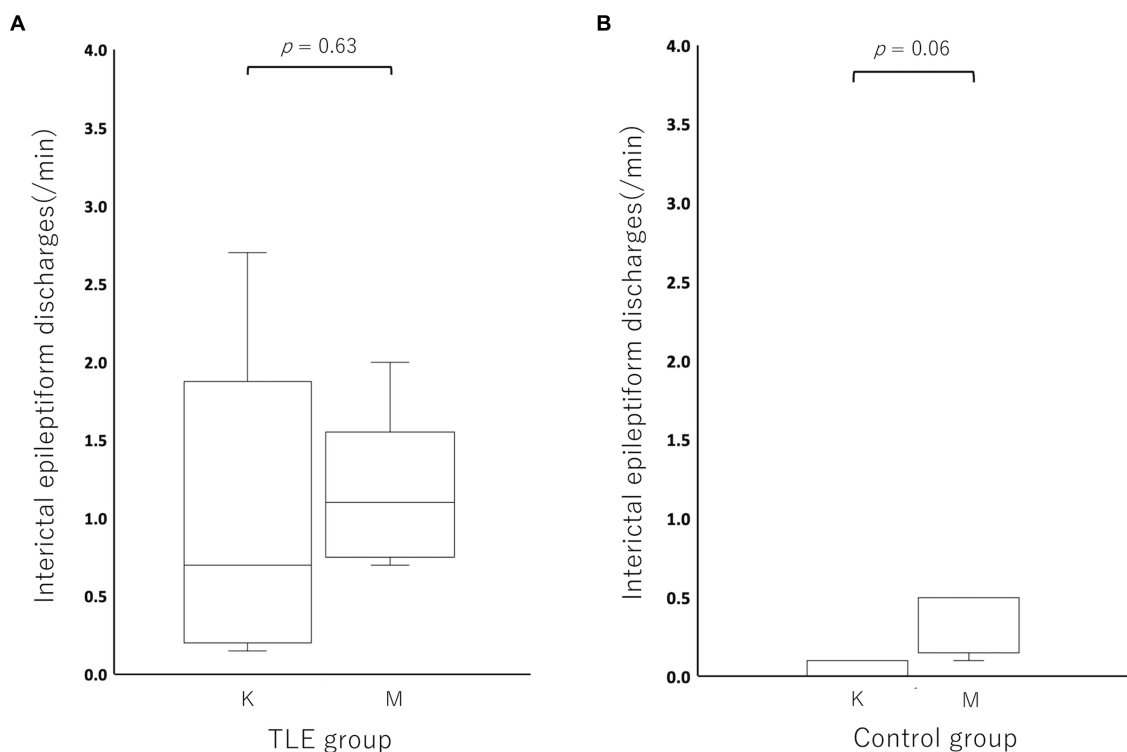 A
p = 0.63
Interictal epileptiform discharges(/min)
4.0
3.5
3.0
2.5
2.0
1.5
1.0
0.5
0.0
K M
TLE group
B
p = 0.06
Interictal epileptiform discharges(/min)
4.0
3.5
3.0
2.5
2.0
1.5
1.0
0.5
0.0
K M
Control group